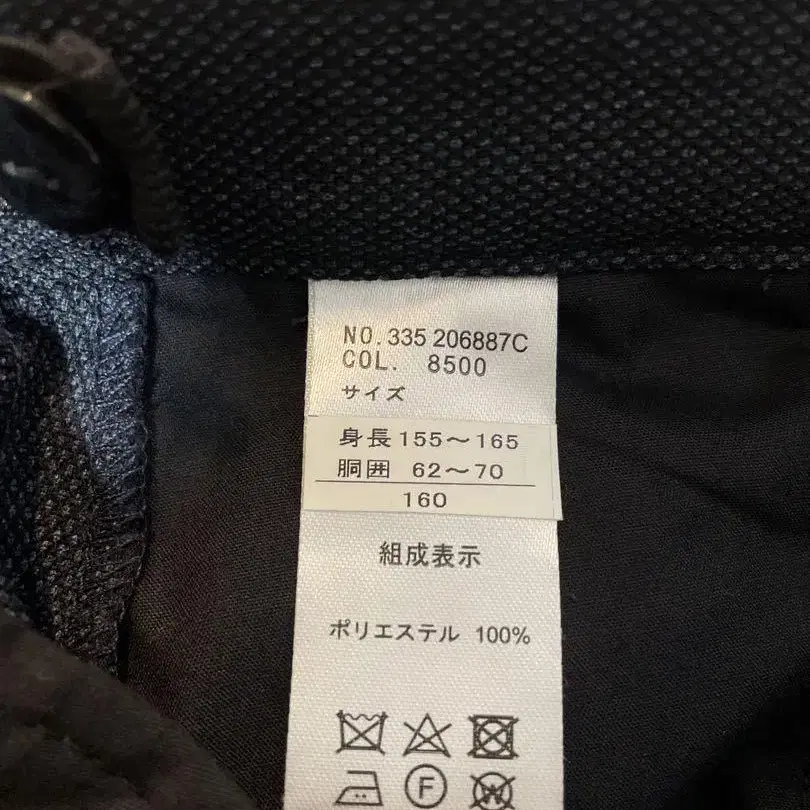 NO.335 206887C
COL. 8500
サイズ
身長 155〜165
胴囲 62〜70
160
組成表示
ポリエステル 100%
F
W